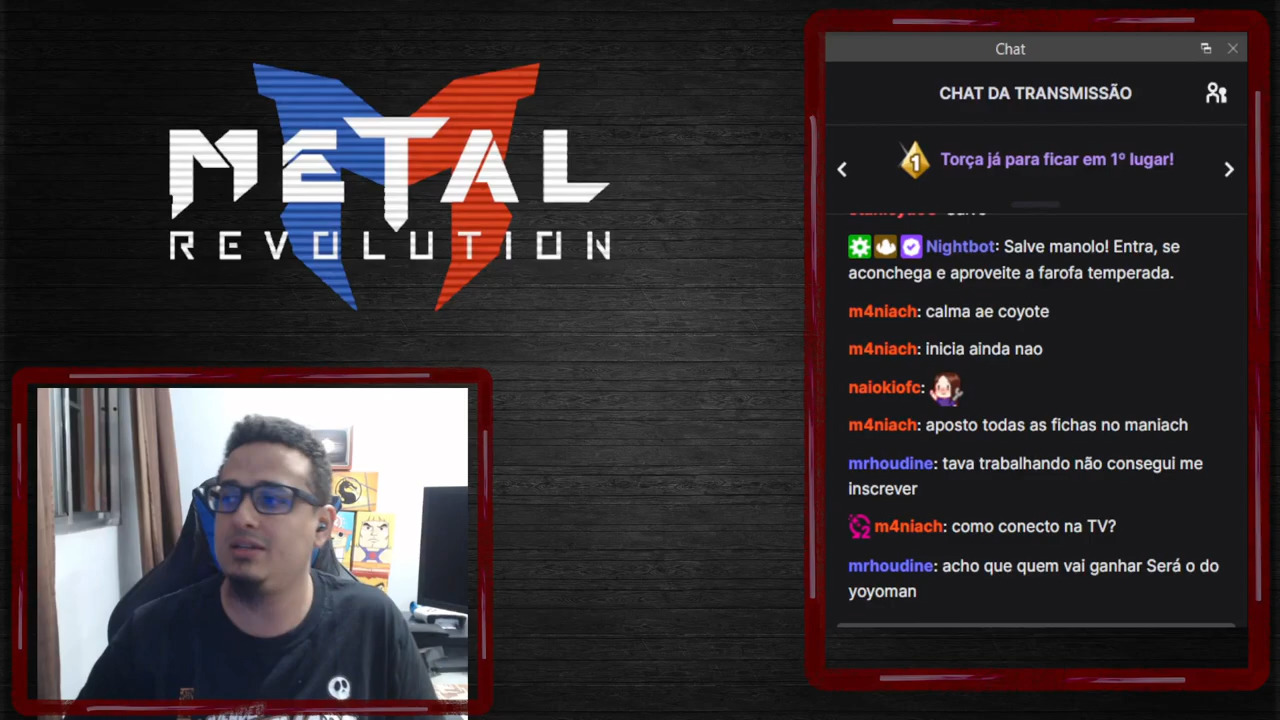 METAL
REVOLUTION
Chat
CHAT DA TRANSMISSÃO
1
Torça já para ficar em 1º lugar!
Nightbot: Salve manolo! Entra, se
aconchega e aproveite a farofa temperada.
m4niach: calma ae coyote
m4niach: inicia ainda nao
naiokiofc:
m4niach: aposto todas as fichas no maniach
mrhoudine: tava trabalhando não consegui me
inscrever
m4niach: como conecto na TV?
mrhoudine: acho que quem vai ganhar Será o do
yoyoman